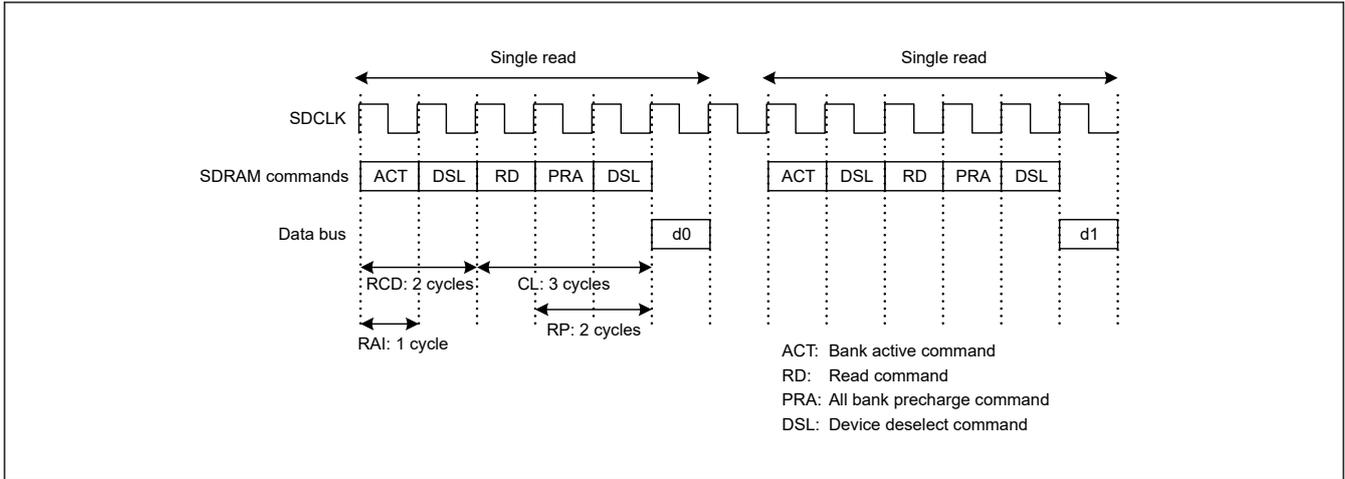 Single read Single read
SDCLK
SDRAM commands ACT DSL RD PRA DSL ACT DSL RD PRA DSL
Data bus d0 d1
RCD: 2 cycles CL: 3 cycles
RP: 2 cycles
RAI: 1 cycle
ACT: Bank active command
RD: Read command
PRA: All bank precharge command
DSL: Device deselect command